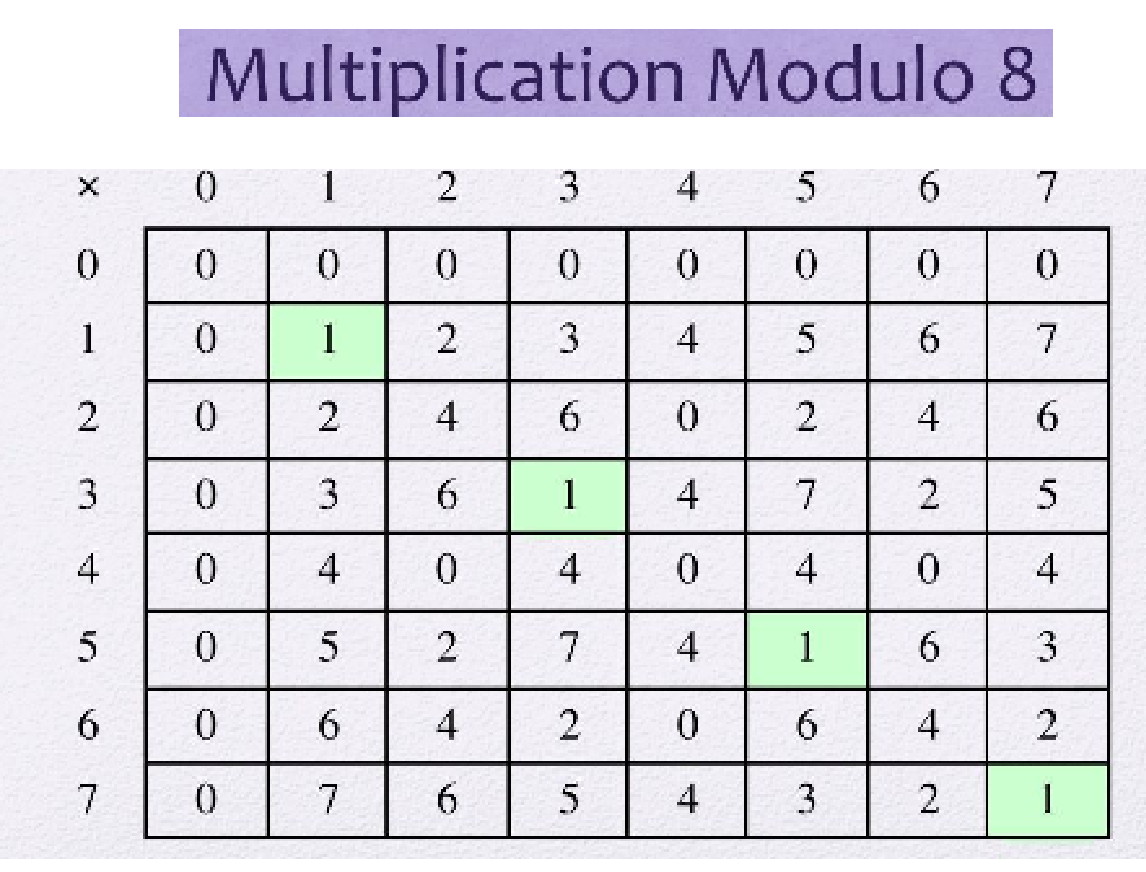 Multiplication Modulo 8
× 0 1 2 3 4 5 6 7
0 0 0 0 0 0 0 0 0
1 0 1 2 3 4 5 6 7
2 0 2 4 6 0 2 4 6
3 0 3 6 1 4 7 2 5
4 0 4 0 4 0 4 0 4
5 0 5 2 7 4 1 6 3
6 0 6 4 2 0 6 4 2
7 0 7 6 5 4 3 2 1